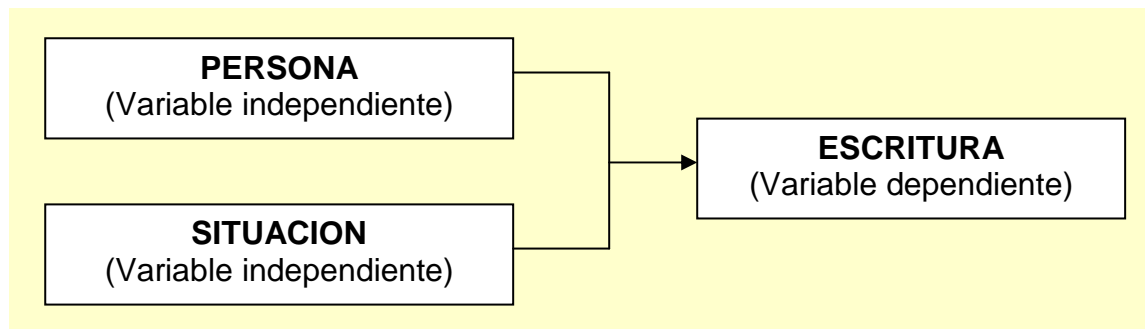 PERSONA
(Variable independiente)
SITUACION
(Variable independiente)
ESCRITURA
(Variable dependiente)